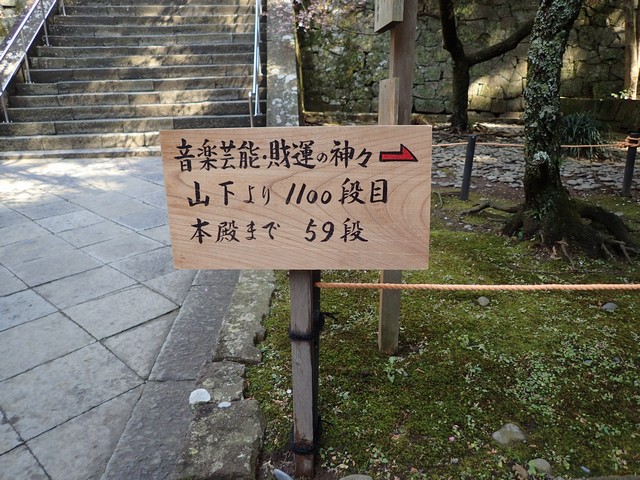 音楽芸能・財運の神々
山下より1100段目
本殿まで 59段